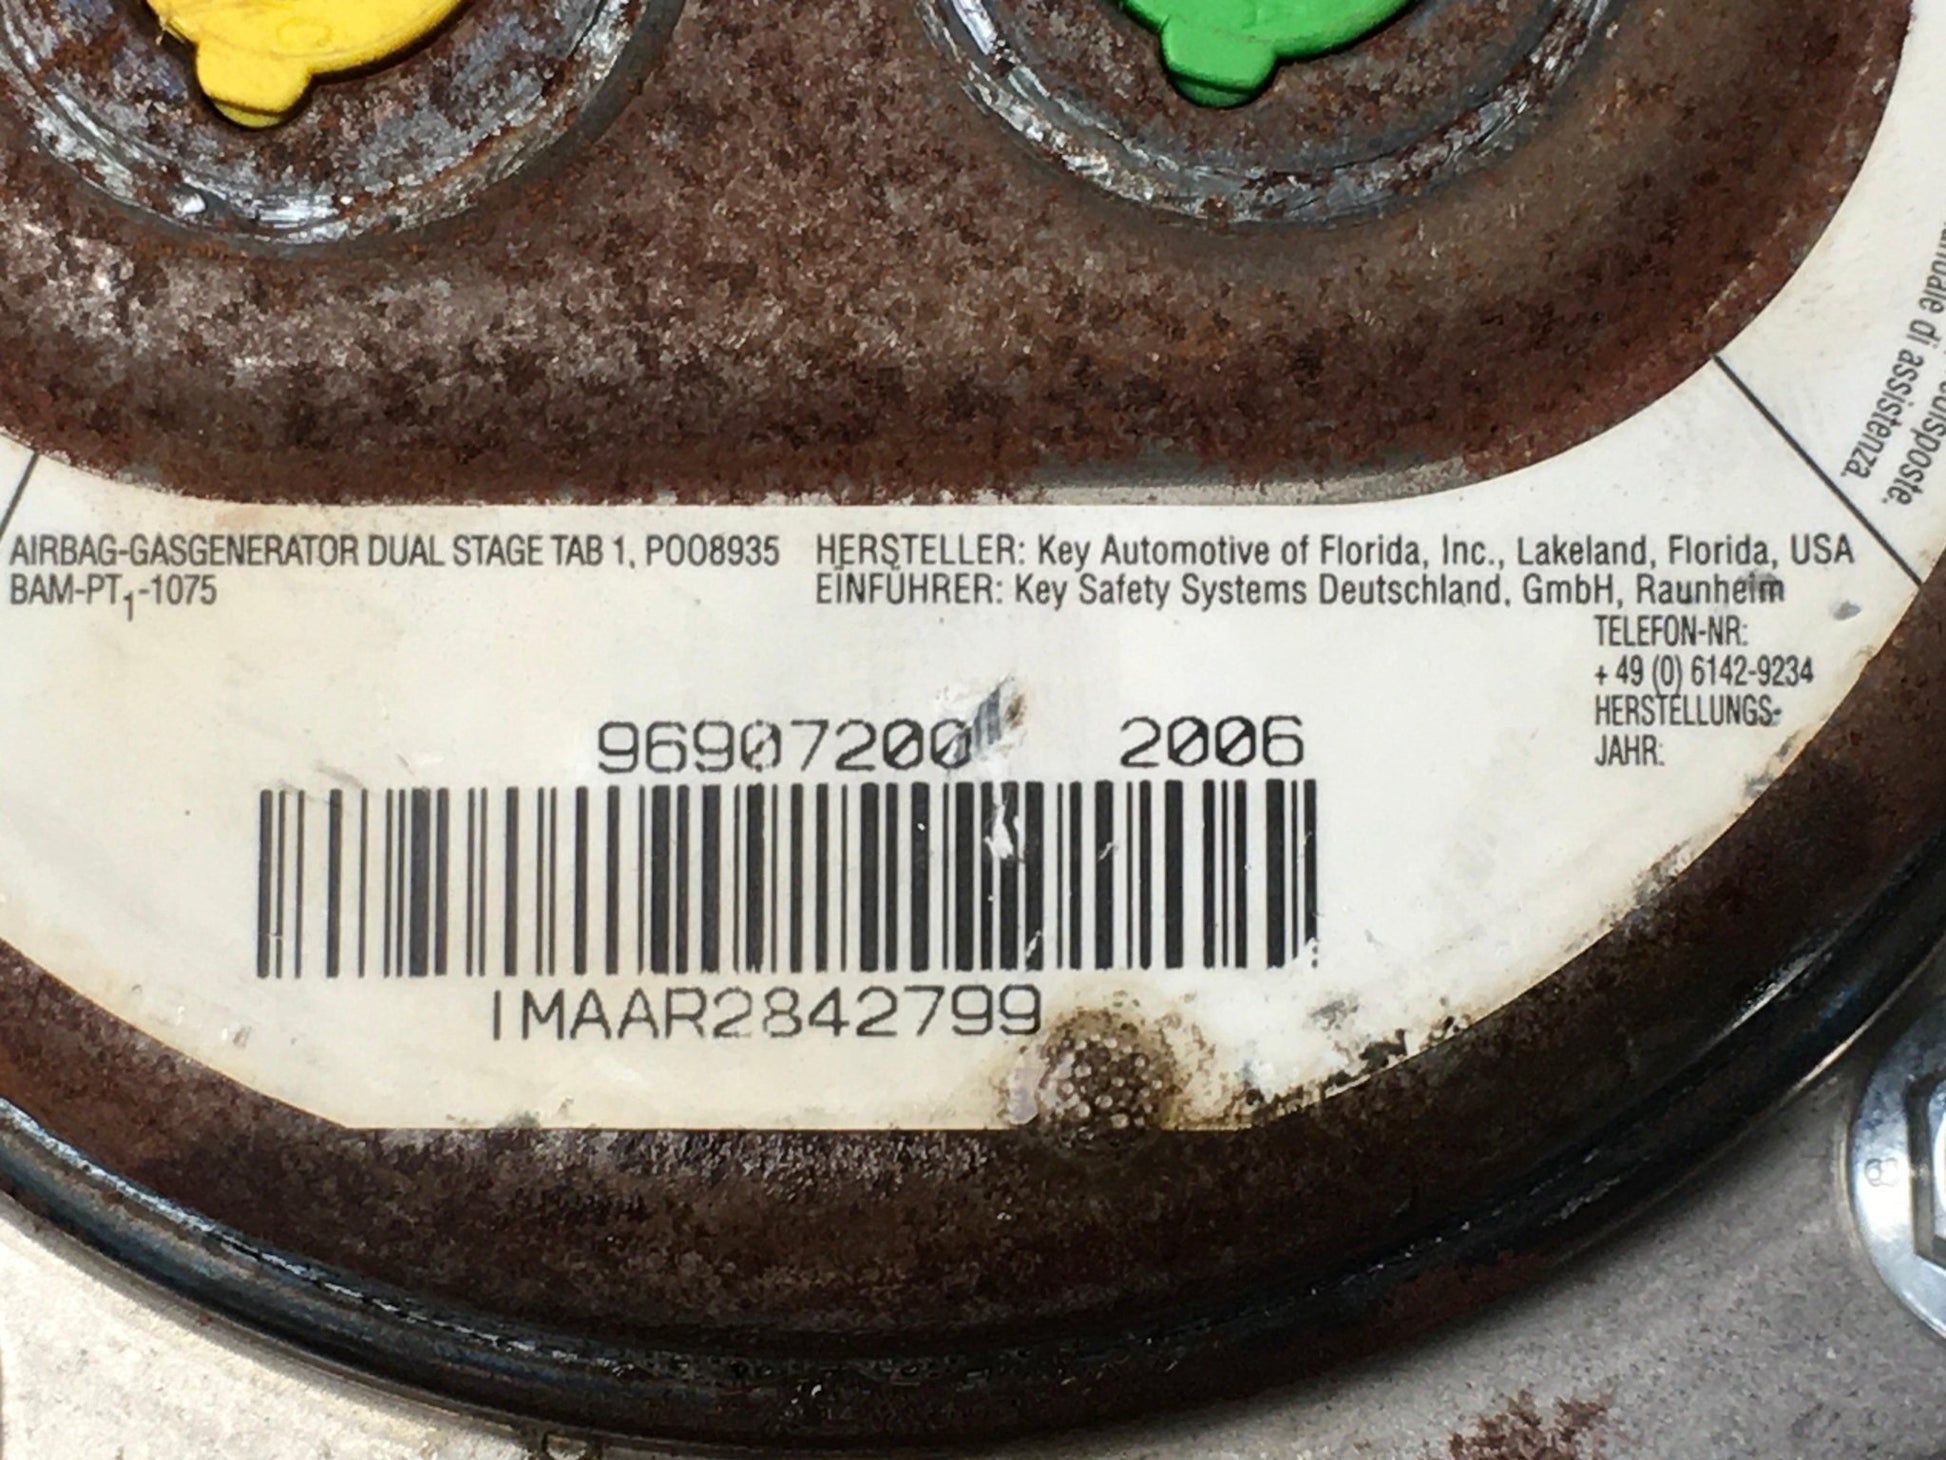 AIRBAG-GASGENERATOR DUAL STAGE TAB 1, P008935
BAM-PT1-1075
HERSTELLER: Key Automotive of Florida, Inc., Lakeland, Florida, USA
EINFÜHRER: Key Safety Systems Deutschland, GmbH, Raunheim
TELEFON-NR:
+ 49 (0) 6142-9234
HERSTELLUNGS-
JAHR:
96907200 2006
1MAAR2842799
di assistenza.
8